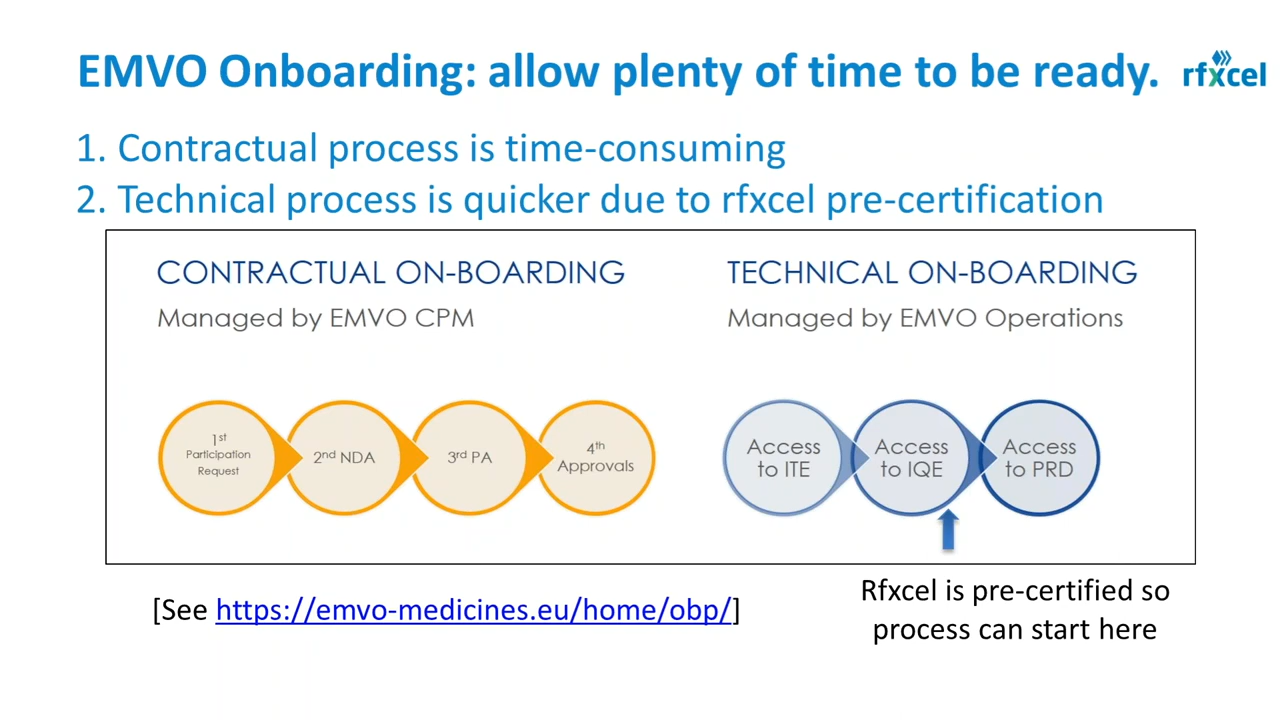 EMVO Onboarding: allow plenty of time to be ready.
rfxcel
1. Contractual process is time-consuming
2. Technical process is quicker due to rfxcel pre-certification
CONTRACTUAL ON-BOARDING
Managed by EMVO CPM
1st
Participation
Request
2nd NDA
3rd PA
4th
Approvals
TECHNICAL ON-BOARDING
Managed by EMVO Operations
Access
to ITE
Access
to IQE
Access
to PRD
[See https://emvo-medicines.eu/home/obp/]
Rfxcel is pre-certified so
process can start here